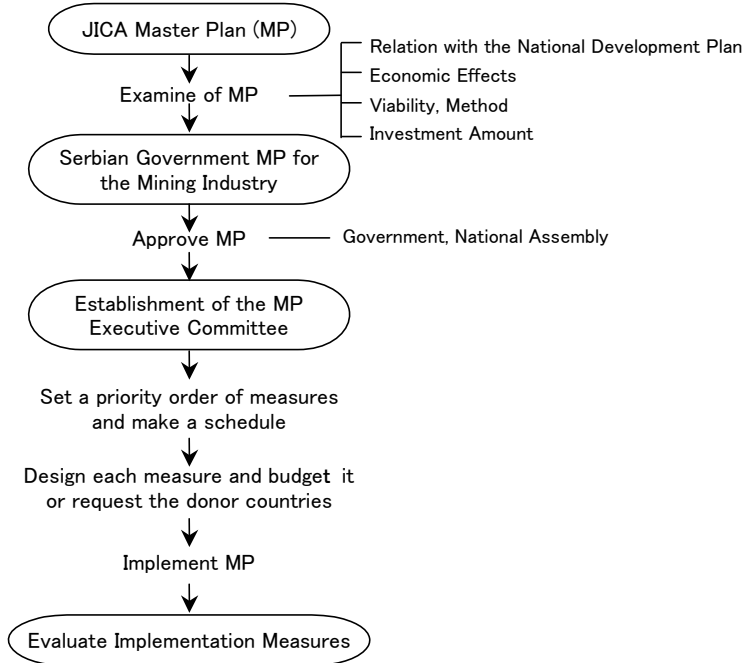 JICA Master Plan (MP)
Examine of MP
Relation with the National Development Plan
Economic Effects
Viability, Method
Investment Amount
Serbian Government MP for
the Mining Industry
Approve MP
Government, National Assembly
Establishment of the MP
Executive Committee
Set a priority order of measures
and make a schedule
Design each measure and budget it
or request the donor countries
Implement MP
Evaluate Implementation Measures